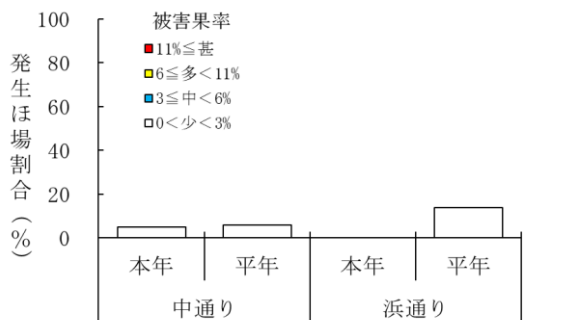 発生ほ場割合(%)
100
80
60
40
20
0
被害果率
11%≦甚
6≦多<11%
3≦中<6%
0<少<3%
本年 平年 本年 平年
中通り 浜通り